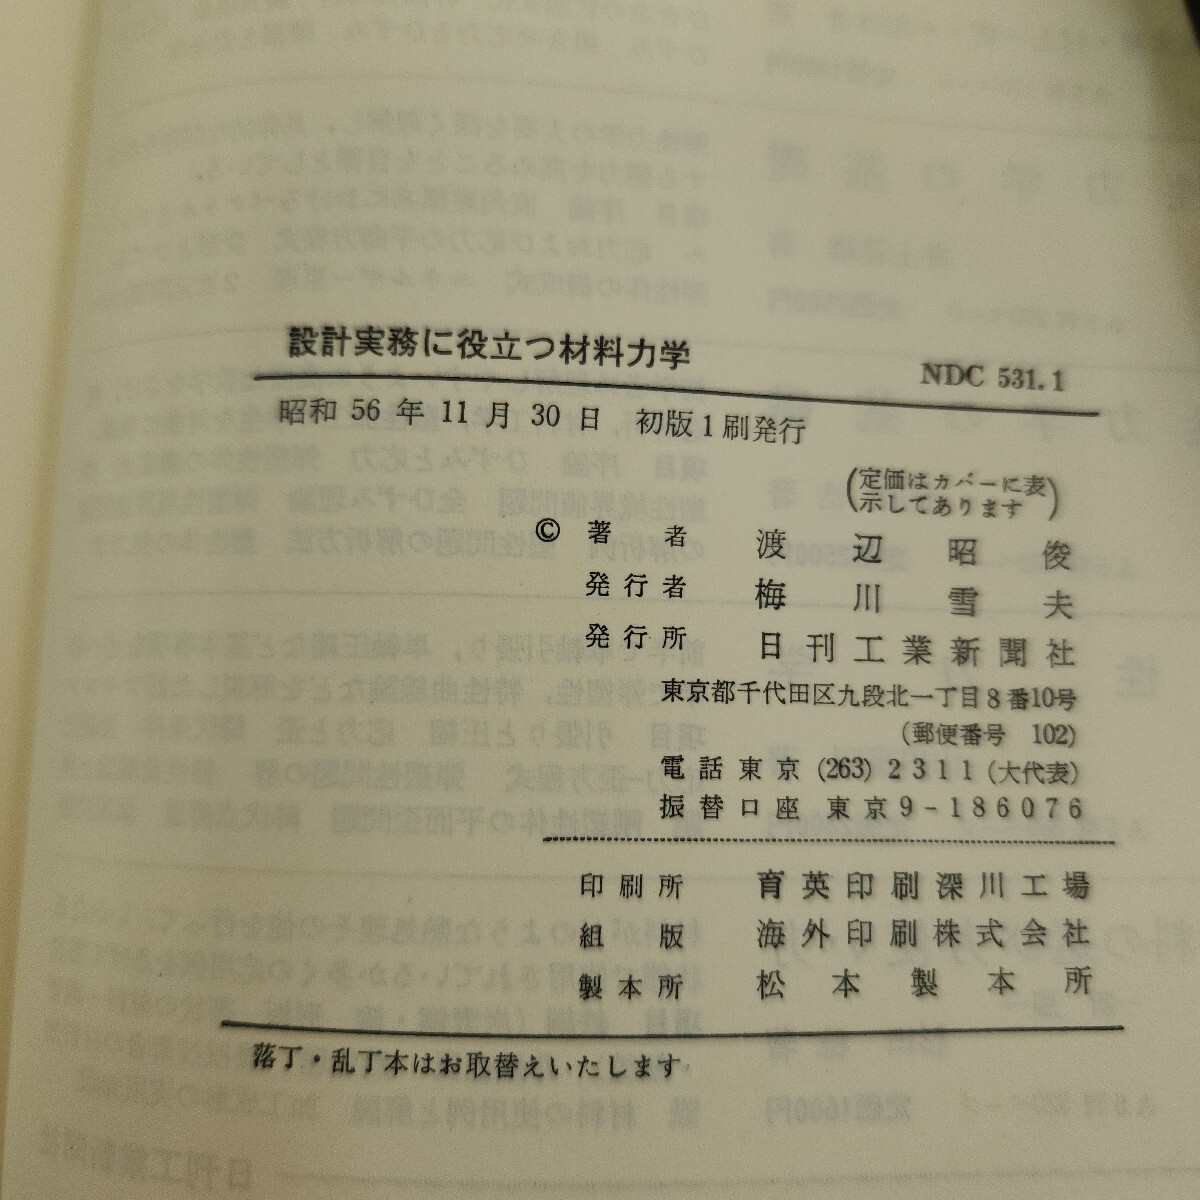 設計実務に役立つ材料力学
NDC 531.1
昭和56年11月30日 初版1刷発行
(定価はカバーに表
示してあります)
© 著者 渡辺昭俊
発行者 梅川雪夫
発行所 日刊工業新聞社
東京都千代田区九段北一丁目8番10号
(郵便番号 102)
電話東京(263)2311(大代表)
振替口座 東京9-186076
印刷所 育英印刷深川工場
組版 海外印刷株式会社
製本所 松本製本所
落丁・乱丁本はお取替えいたします